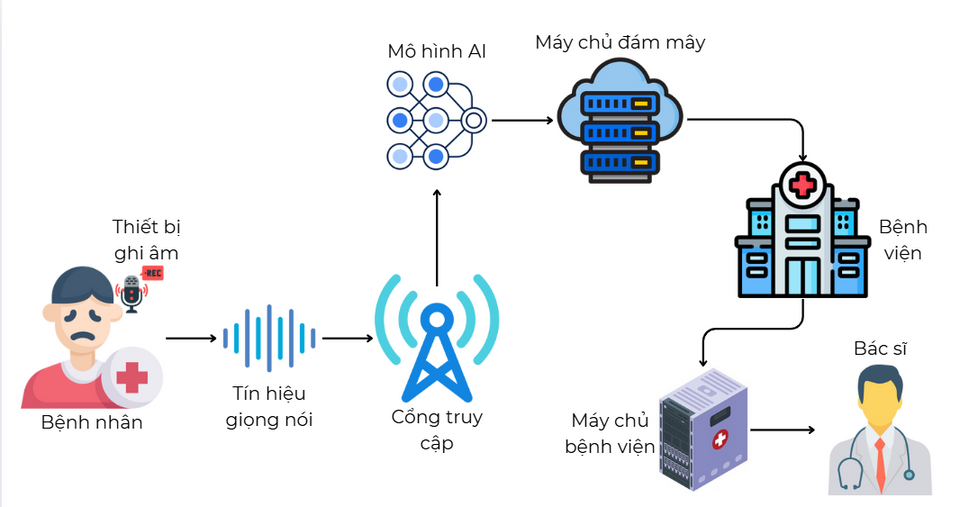 Mô hình AI
Máy chủ đám mây
Thiết bị
ghi âm
REC
Bệnh
viện
Bệnh nhân
Tín hiệu
giọng nói
Cổng truy
cập
Máy chủ
bệnh viện
Bác sĩ